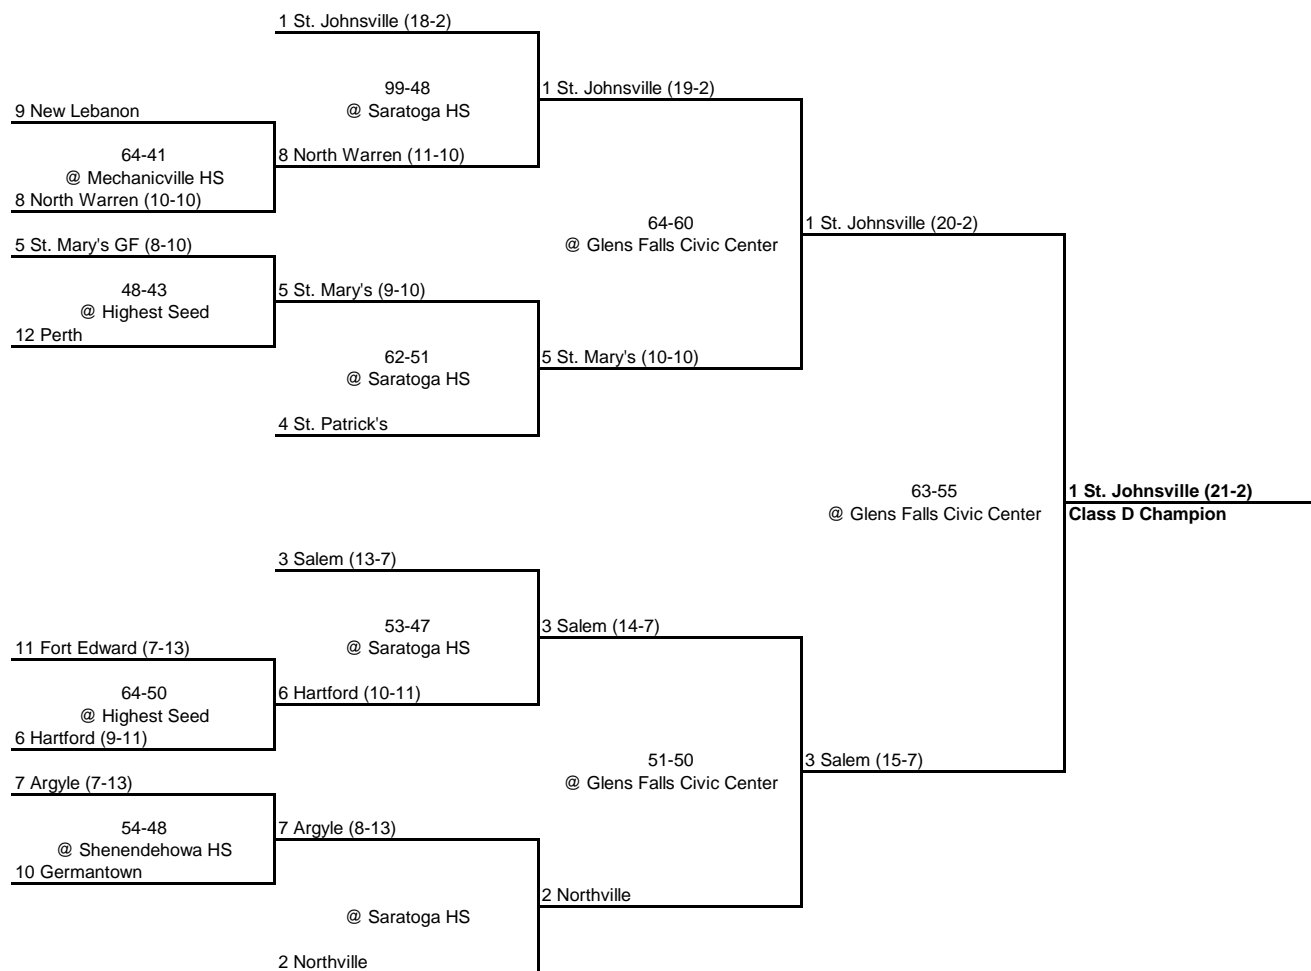 1 St. Johnsville (18-2)
99-48
@ Saratoga HS
1 St. Johnsville (19-2)
9 New Lebanon
64-41
@ Mechanicville HS
8 North Warren (11-10)
8 North Warren (10-10)
64-60
@ Glens Falls Civic Center
1 St. Johnsville (20-2)
5 St. Mary's GF (8-10)
48-43
@ Highest Seed
5 St. Mary's (9-10)
12 Perth
62-51
@ Saratoga HS
5 St. Mary's (10-10)
4 St. Patrick's
63-55
@ Glens Falls Civic Center
1 St. Johnsville (21-2)
Class D Champion
3 Salem (13-7)
53-47
@ Saratoga HS
3 Salem (14-7)
11 Fort Edward (7-13)
64-50
@ Highest Seed
6 Hartford (10-11)
6 Hartford (9-11)
51-50
@ Glens Falls Civic Center
3 Salem (15-7)
7 Argyle (7-13)
54-48
@ Shenendehowa HS
7 Argyle (8-13)
10 Germantown
@ Saratoga HS
2 Northville
2 Northville